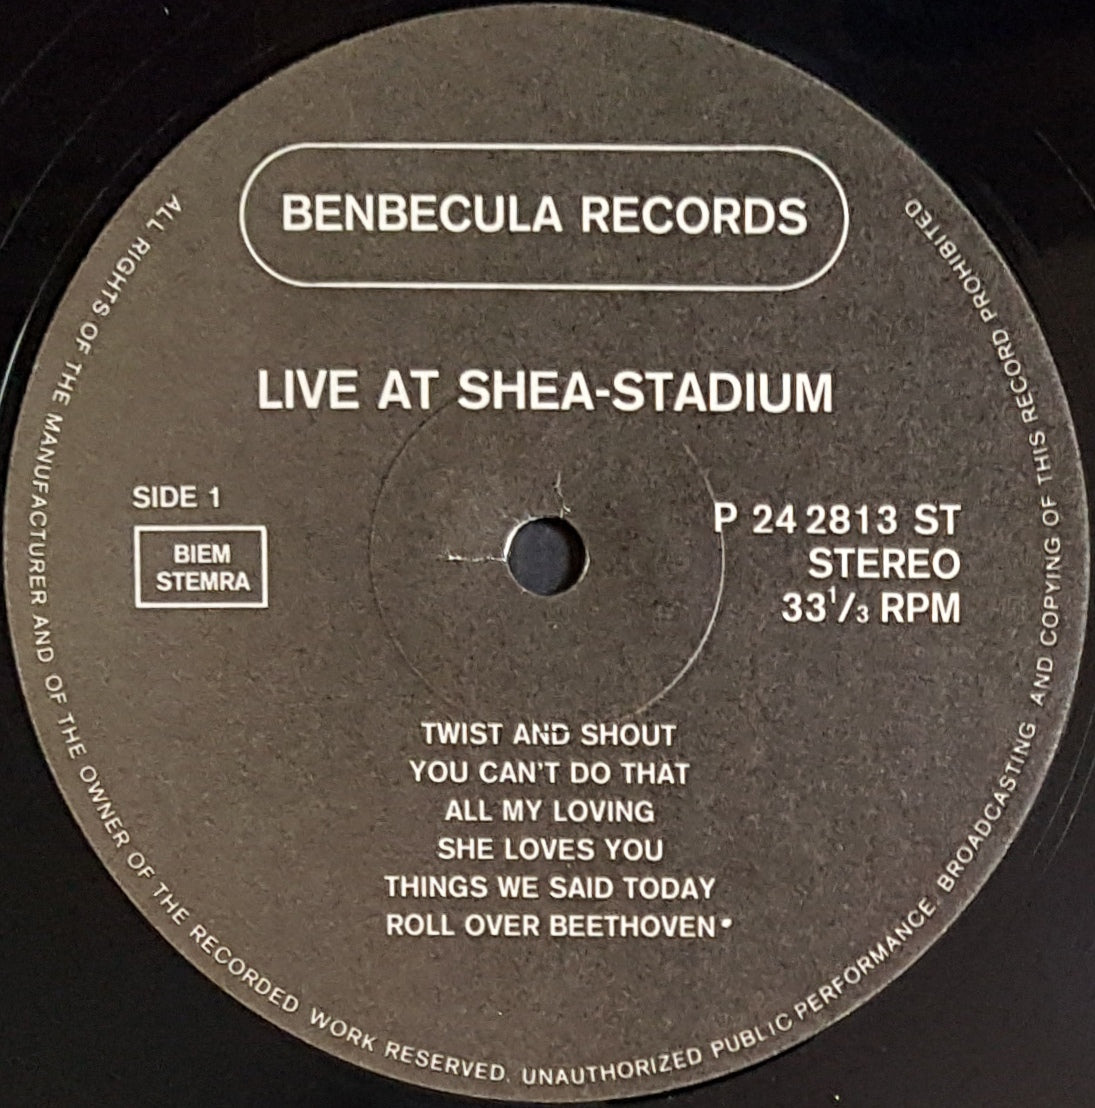 BENBECULA RECORDS
LIVE AT SHEA-STADIUM
SIDE 1
BIEM
STEMRA
P 24 2813 ST
STEREO
33 1/3 RPM
TWIST AND SHOUT
YOU CAN'T DO THAT
ALL MY LOVING
SHE LOVES YOU
THINGS WE SAID TODAY
ROLL OVER BEETHOVEN•
ALL RIGHTS OF THE MANUFACTURER AND OF THE OWNER OF THE RECORDED WORK RESERVED. UNAUTHORIZED PUBLIC PERFORMANCE. BROADCASTING AND COPYING OF THIS RECORD PROHIBITED